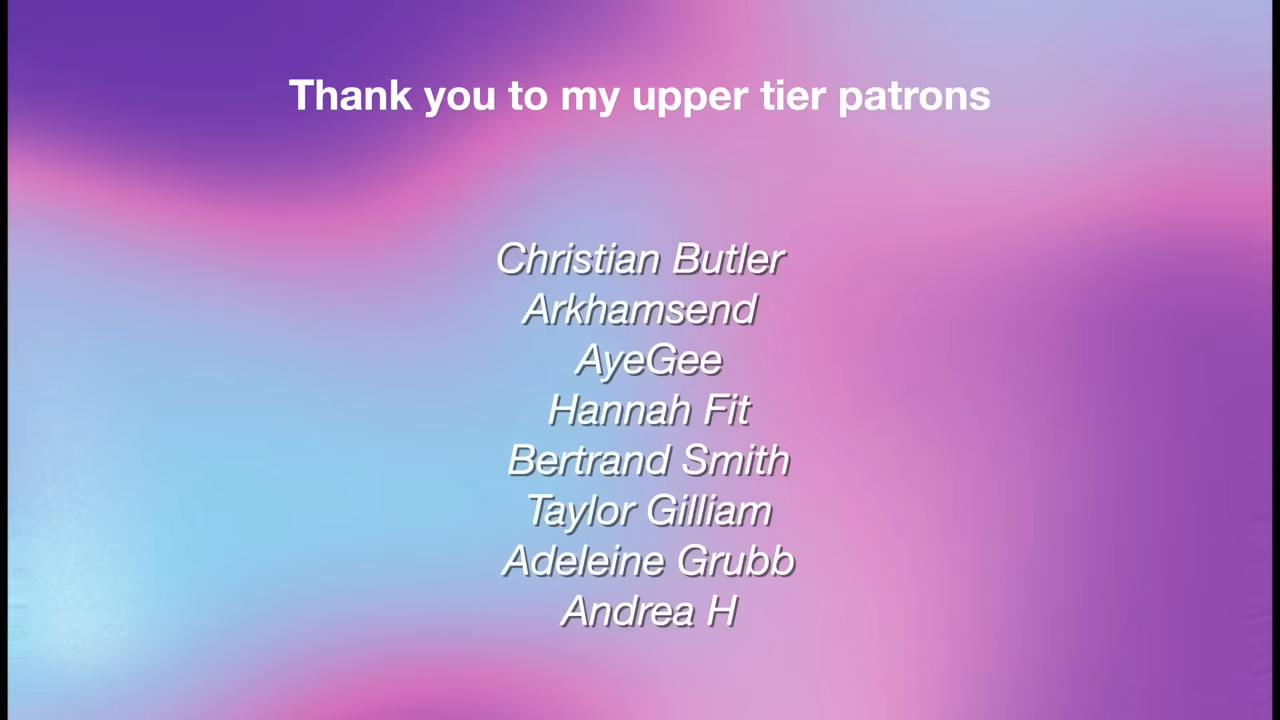 Thank you to my upper tier patrons
Christian Butler
Arkhamsend
AyeGee
Hannah Fit
Bertrand Smith
Taylor Gilliam
Adeleine Grubb
Andrea H